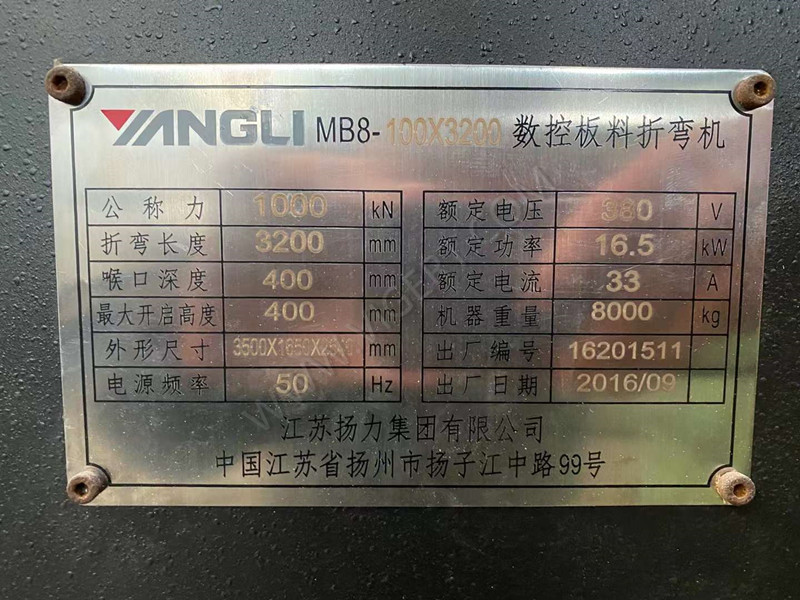 YANGLI MB8-100X3200 数控板料折弯机
公称力 1000 kN 额定电压 380 V
折弯长度 3200 mm 额定功率 16.5 kW
喉口深度 400 mm 额定电流 33 A
最大开启高度 400 mm 机器重量 8000 kg
外形尺寸 mm 出厂编号 16201511
电源频率 50 Hz 出厂日期 2016/09
江苏扬力集团有限公司
中国江苏省扬州市扬子江中路99号